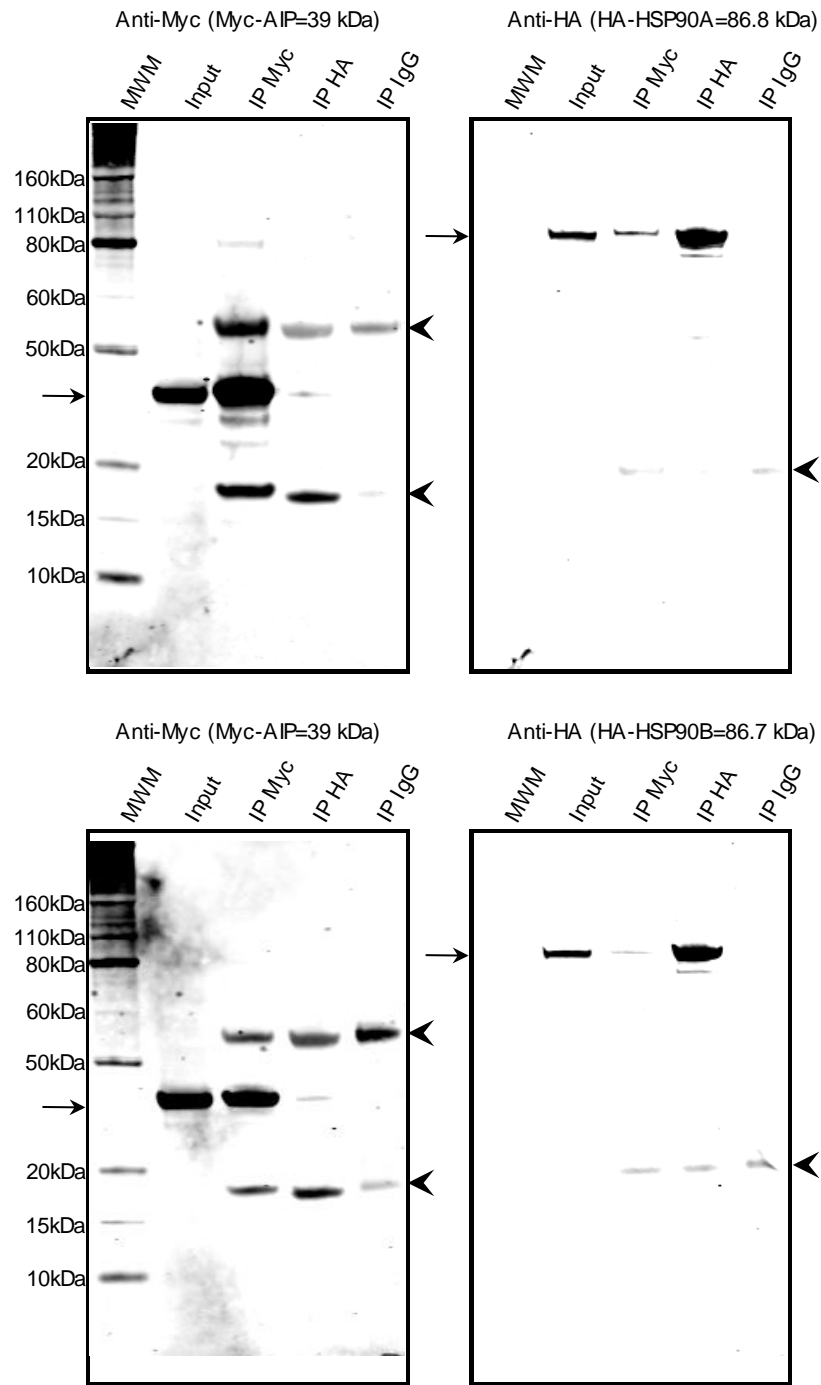 Anti-Myc (Myc-AIP=39 kDa)
MWM
Input
IP Myc
IP HA
IP IgG
160kDa
110kDa
80kDa
60kDa
50kDa
20kDa
15kDa
10kDa
Anti-HA (HA-HSP90A=86.8 kDa)
MWM
Input
IP Myc
IP HA
IP IgG
Anti-Myc (Myc-AIP=39 kDa)
MWM
Input
IP Myc
IP HA
IP IgG
160kDa
110kDa
80kDa
60kDa
50kDa
20kDa
15kDa
10kDa
Anti-HA (HA-HSP90B=86.7 kDa)
MWM
Input
IP Myc
IP HA
IP IgG